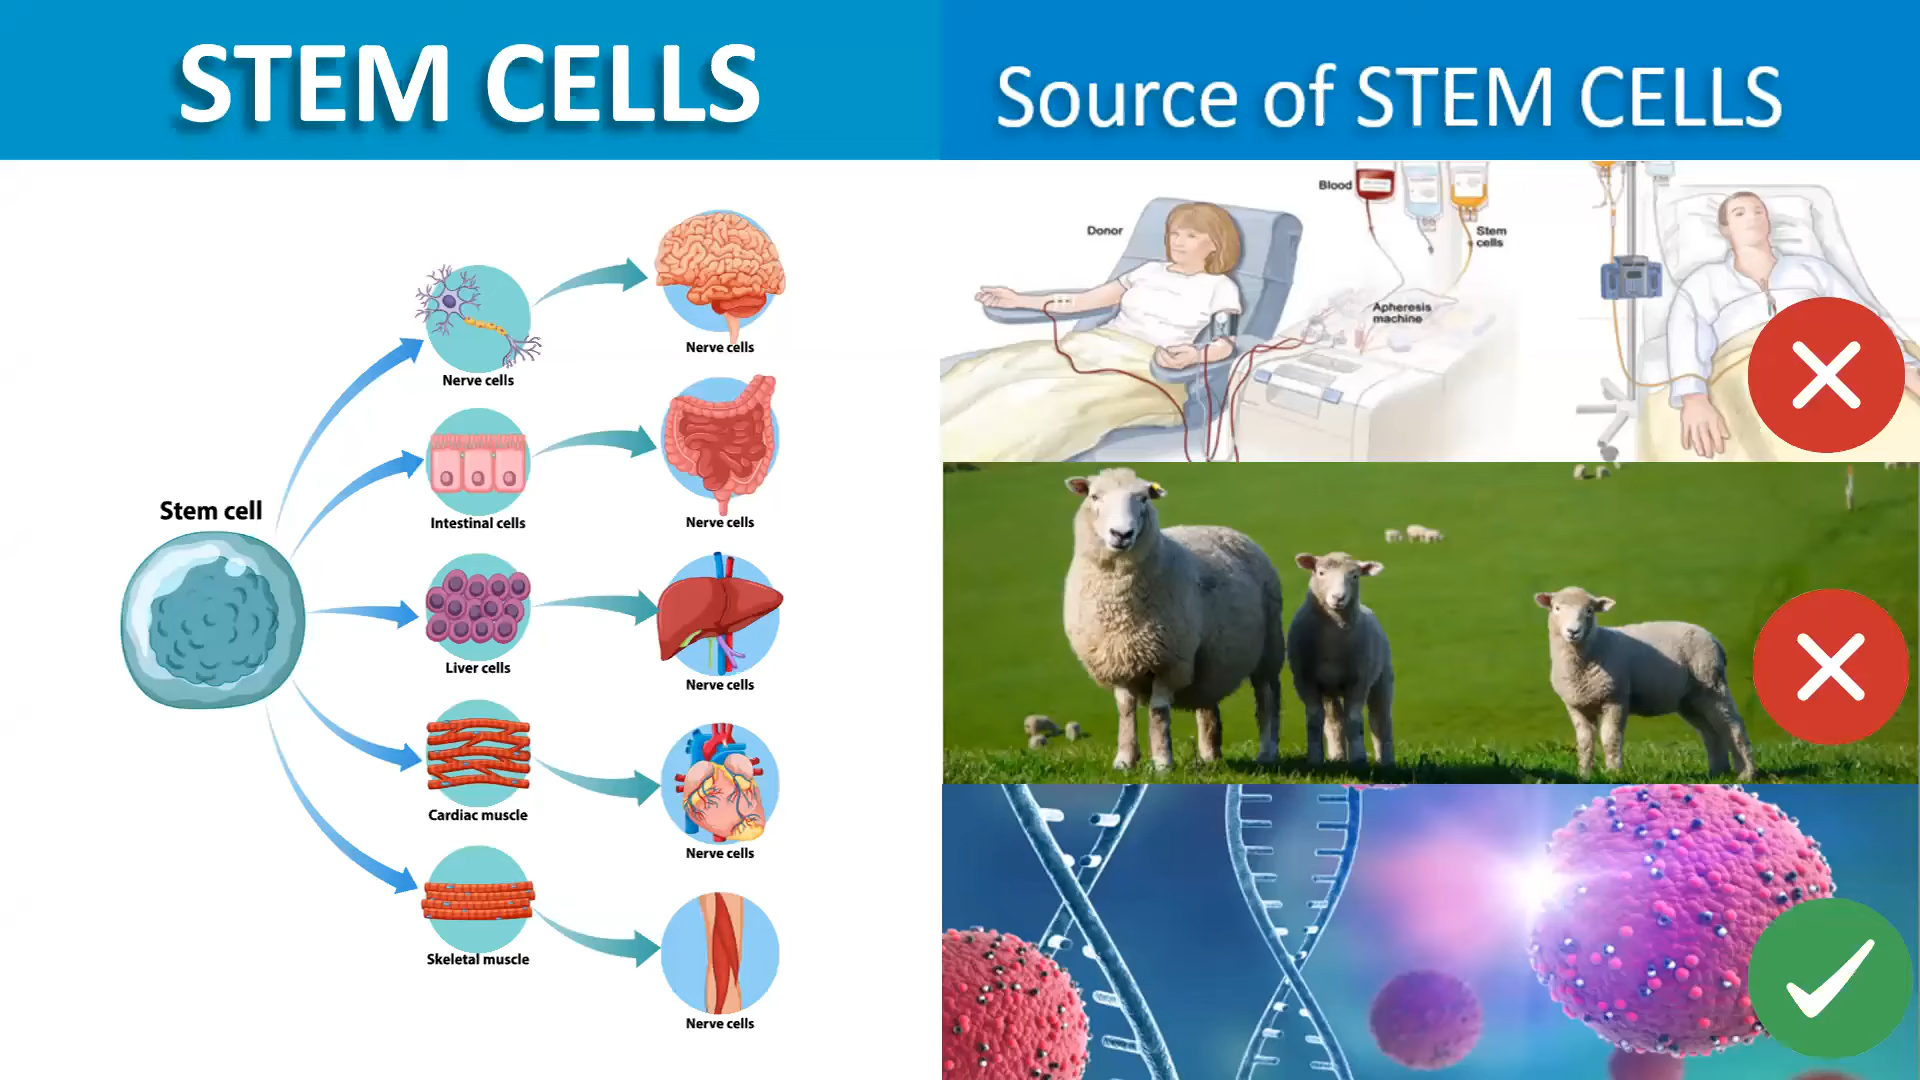 STEM CELLS
Stem cell
Nerve cells
Nerve cells
Intestinal cells
Nerve cells
Liver cells
Nerve cells
Cardiac muscle
Nerve cells
Skeletal muscle
Nerve cells
Source of STEM CELLS
Blood
Donor
Stem
cells
Apheresis
machine